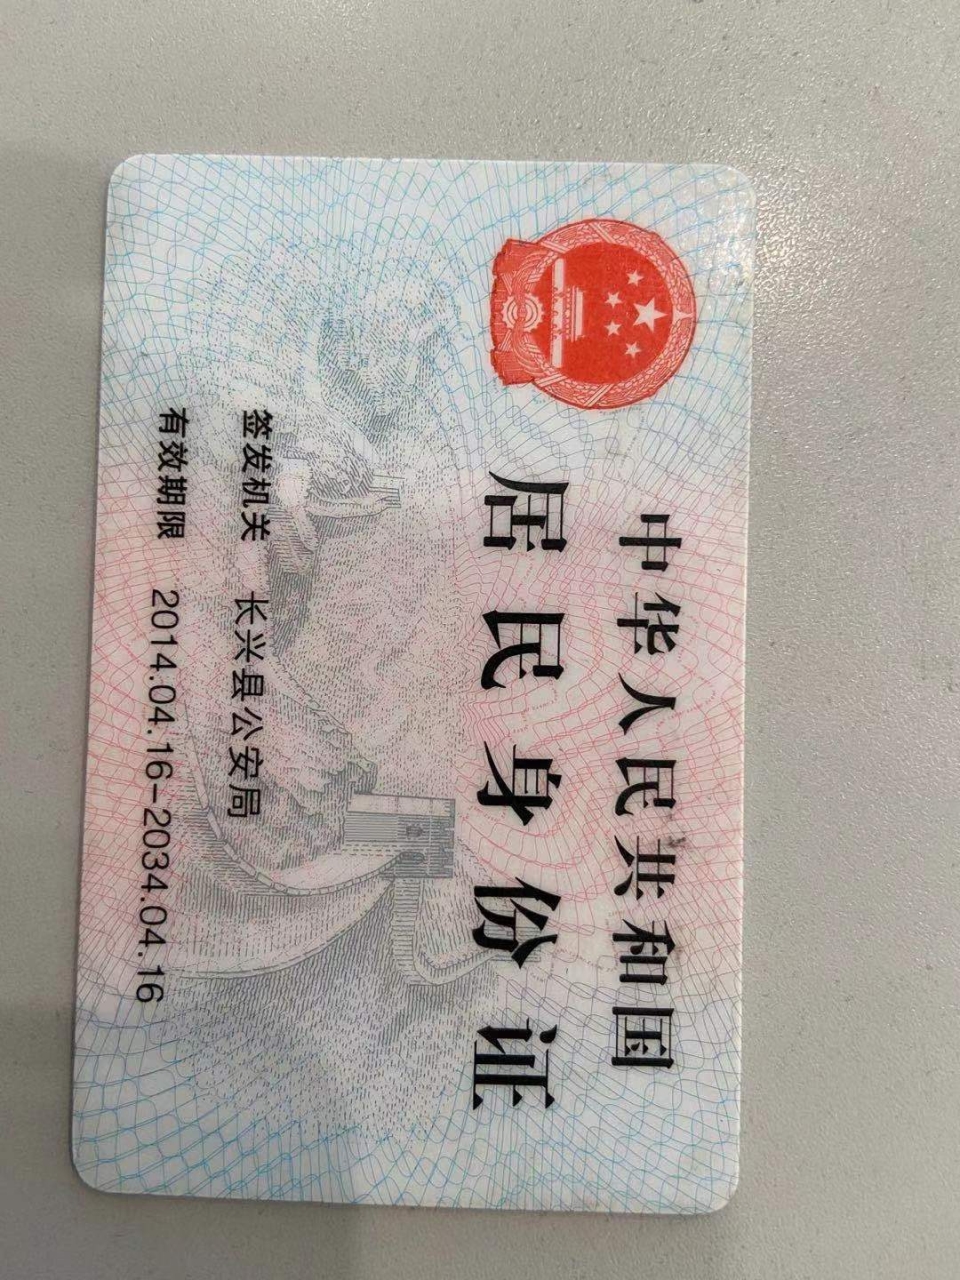 中华人民共和国
居民身份证
签发机关 长兴县公安局
有效期限 2014.04.16-2034.04.16